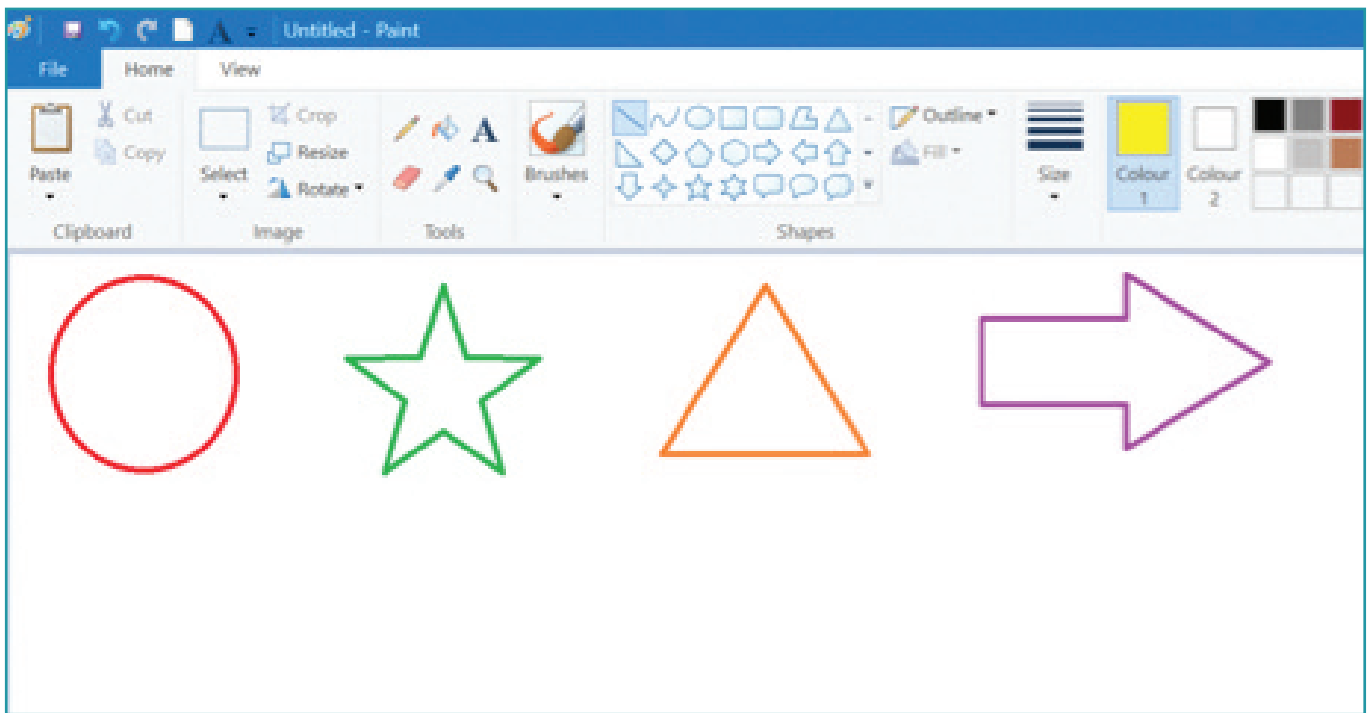 Untitled - Paint
File Home View
Cut Crop Outline
Copy Resize Fill
Paste Select Rotate Brushes Size Colour 1 Colour 2
Clipboard Image Tools Shapes